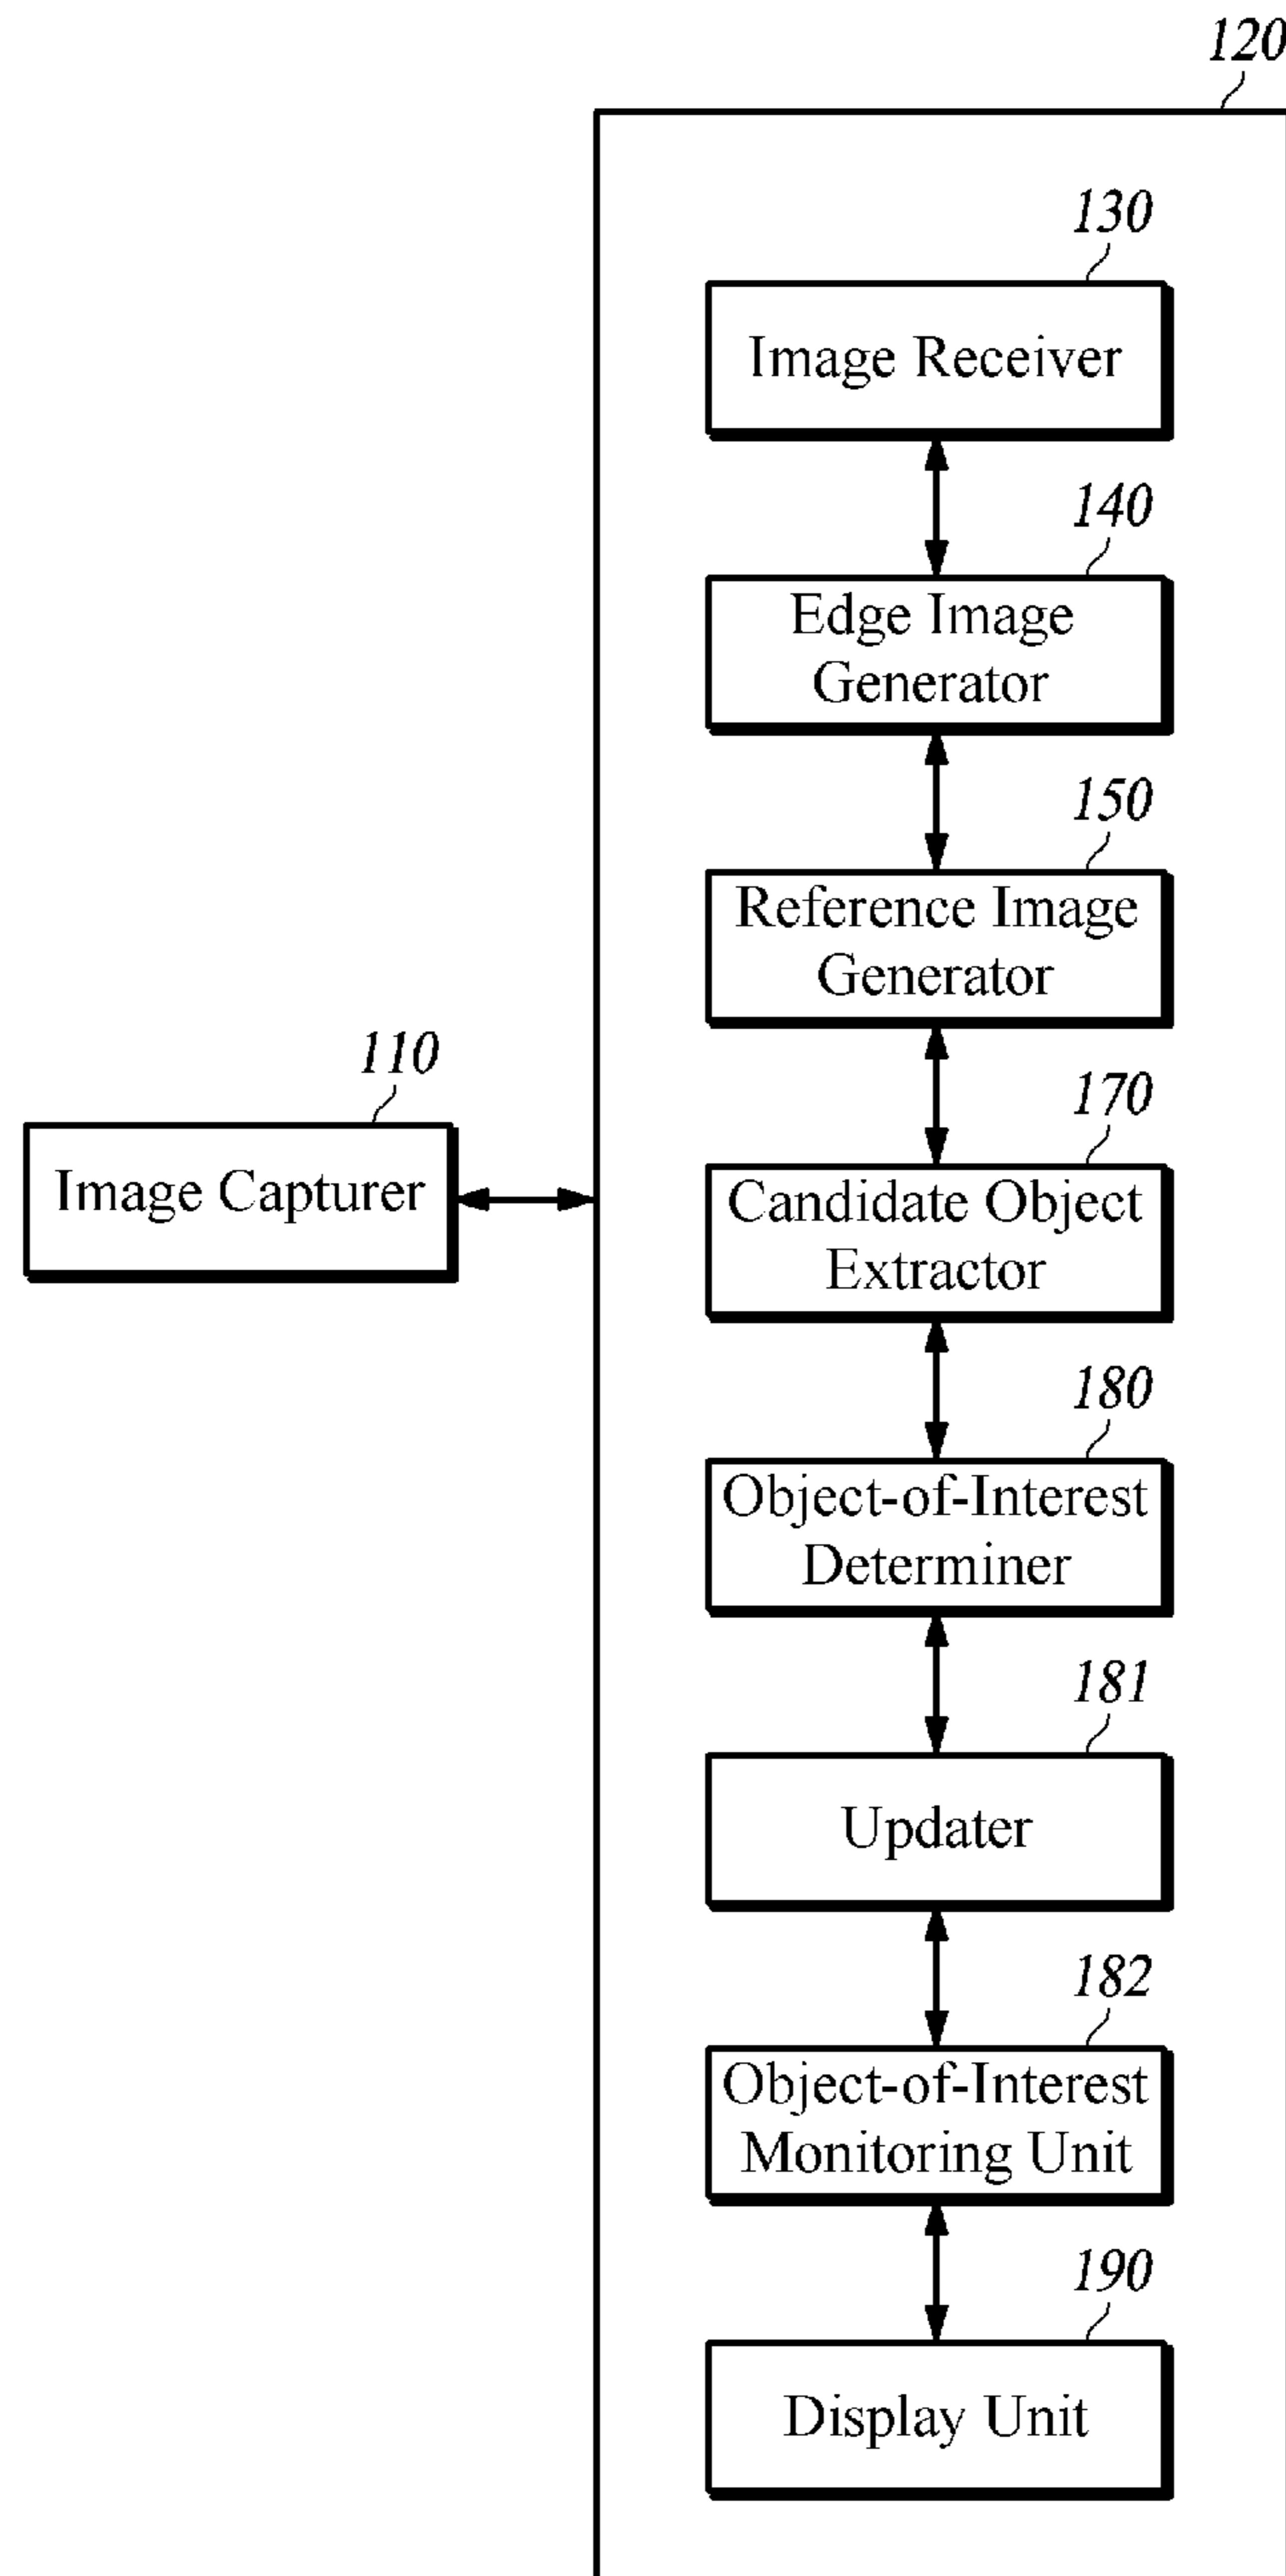 120
130
Image Receiver
140
Edge Image
Generator
150
Reference Image
Generator
110
Image Capturer
170
Candidate Object
Extractor
180
Object-of-Interest
Determiner
181
Updater
182
Object-of-Interest
Monitoring Unit
190
Display Unit